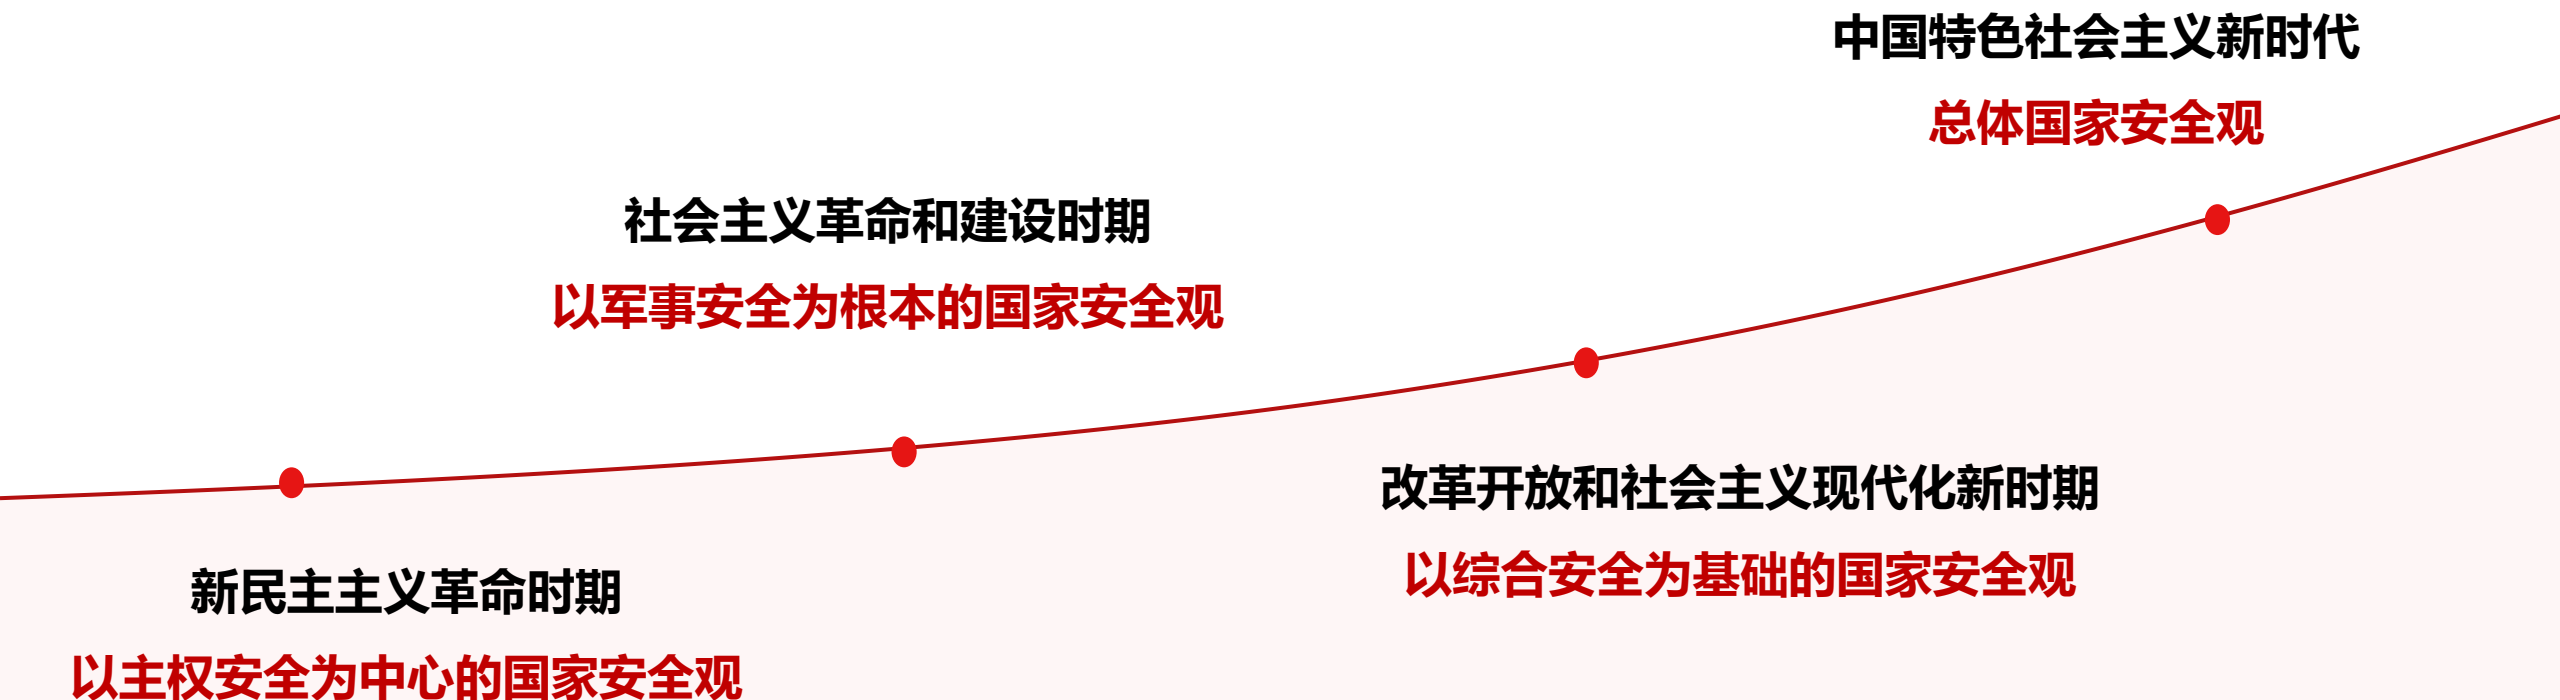 中国特色社会主义新时代
总体国家安全观
社会主义革命和建设时期
以军事安全为根本的国家安全观
改革开放和社会主义现代化新时期
以综合安全为基础的国家安全观
新民主主义革命时期
以主权安全为中心的国家安全观